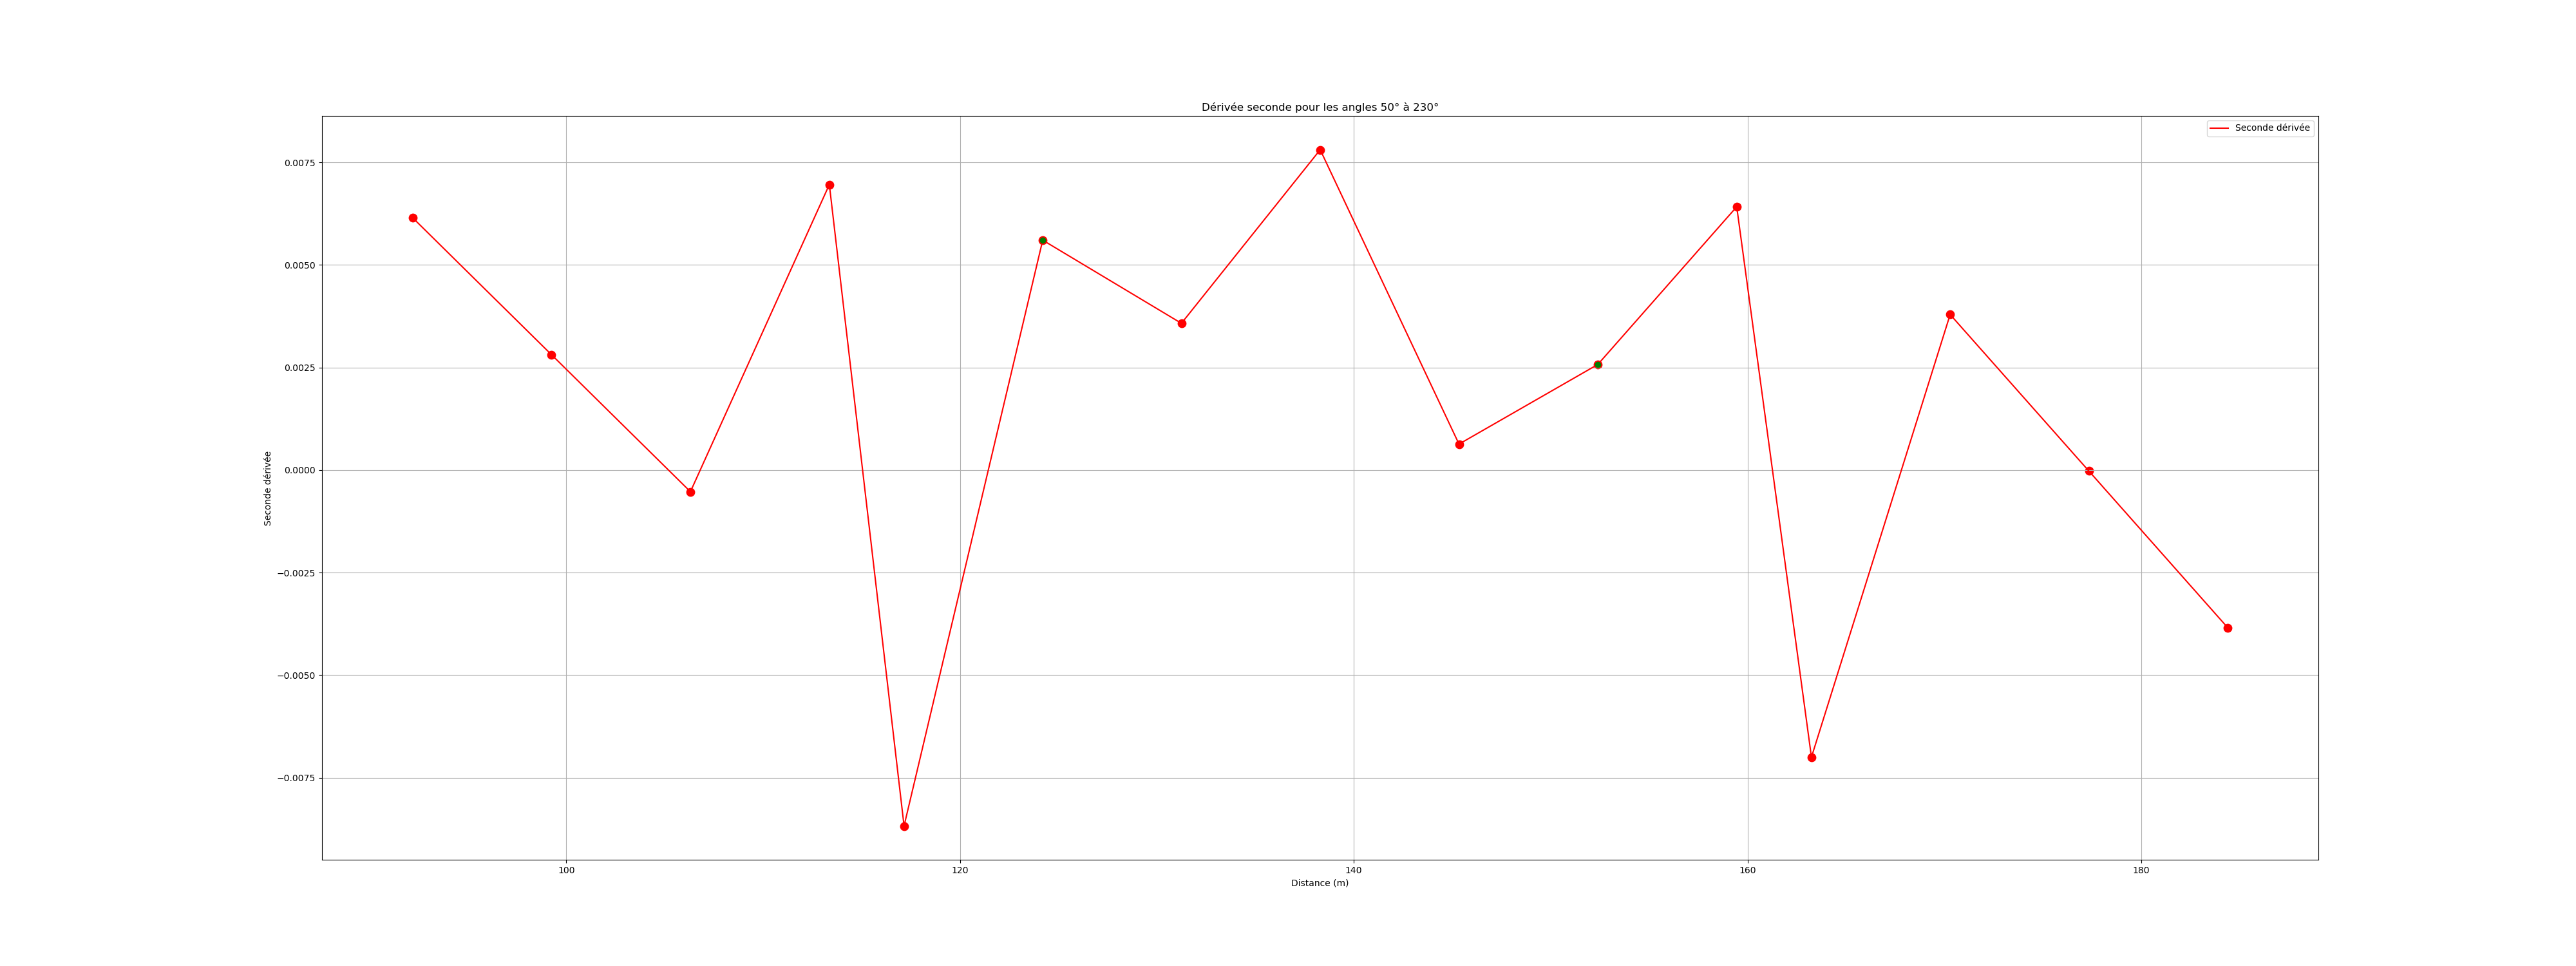 Dérivée seconde pour les angles 50° à 230°
Seconde dérivée
0.0075
0.0050
0.0025
0.0000
−0.0025
−0.0050
−0.0075
Seconde dérivée
100 120 140 160 180
Distance (m)